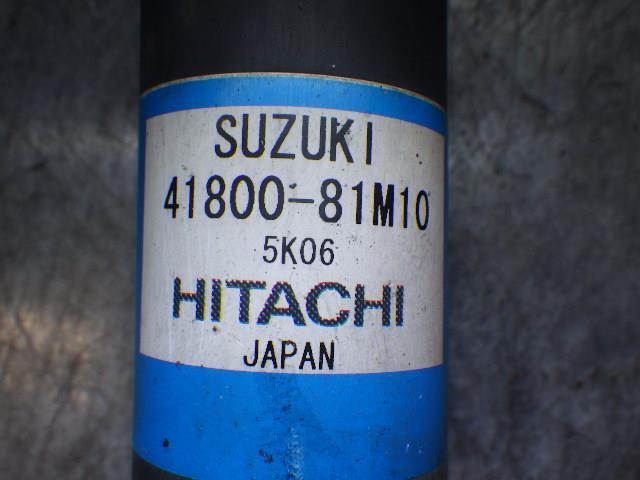 SUZUKI
41800-81M10
5K06
HITACHI
JAPAN